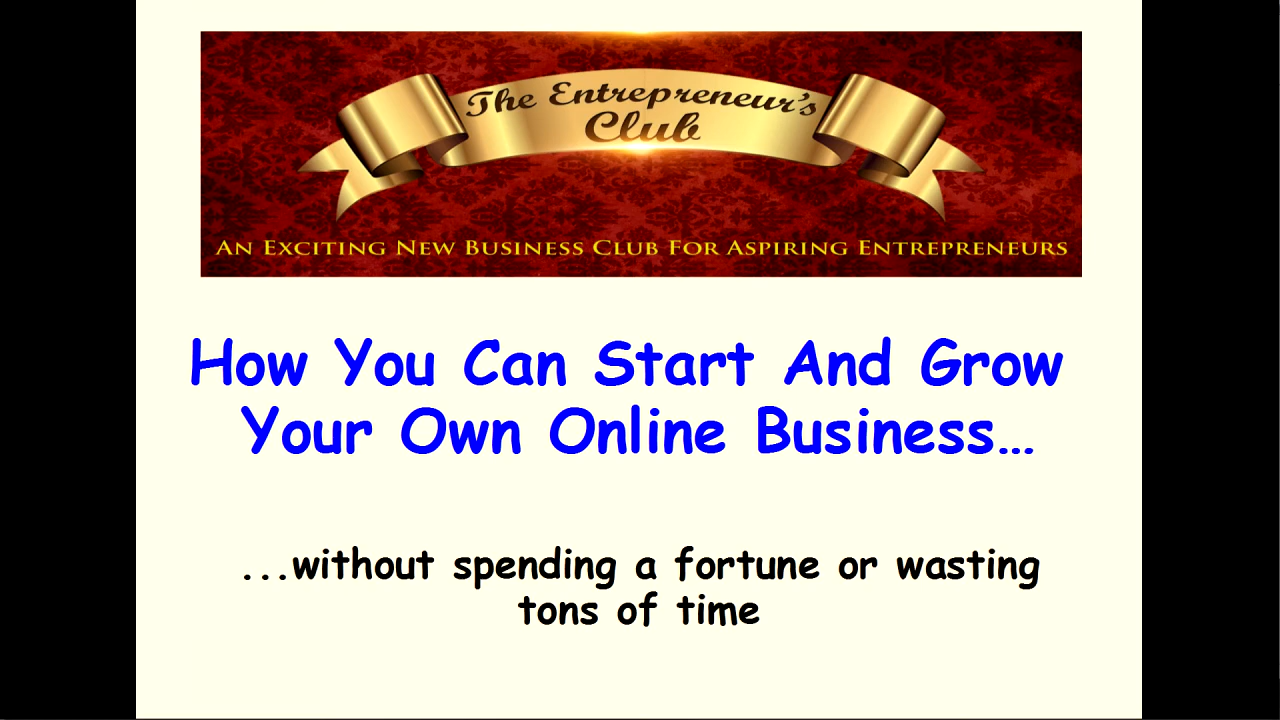 The Entrepreneur's
Club
An Exciting New Business Club For Aspiring Entrepreneurs
How You Can Start And Grow
Your Own Online Business...
...without spending a fortune or wasting
tons of time